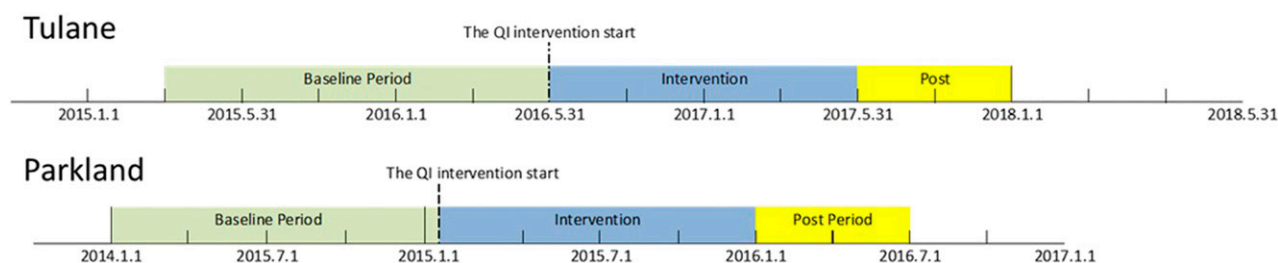 Tulane
The QI intervention start
Baseline Period Intervention Post
2015.1.1 2015.5.31 2016.1.1 2016.5.31 2017.1.1 2017.5.31 2018.1.1 2018.5.31
Parkland
The QI intervention start
Baseline Period Intervention Post Period
2014.1.1 2015.7.1 2015.1.1 2015.7.1 2016.1.1 2016.7.1 2017.1.1